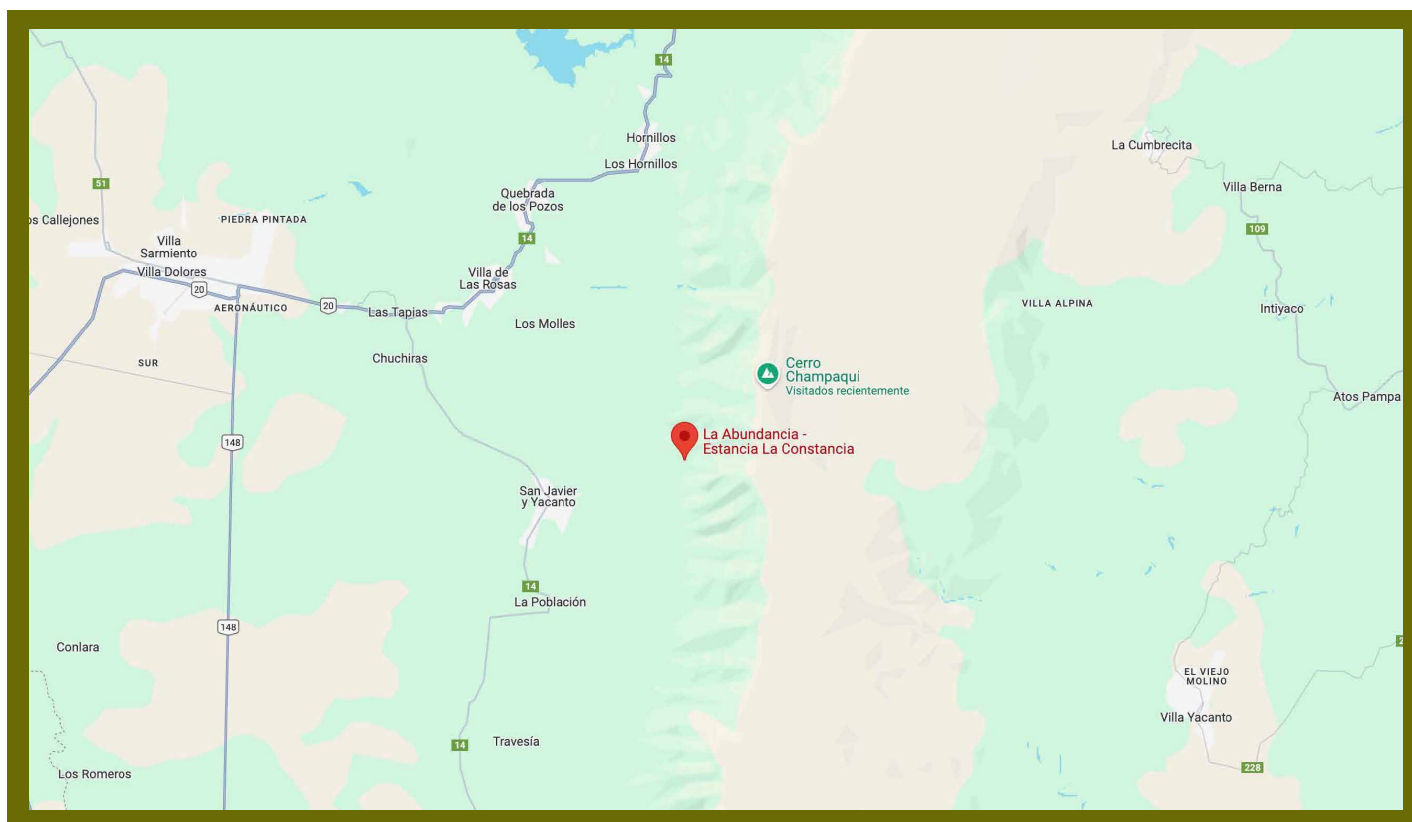 14
Hornillos
Los Hornillos
La Cumbrecita
Villa Berna
51
Quebrada
de los Pozos
os Callejones
PIEDRA PINTADA
109
14
Villa
Sarmiento
Villa Dolores
20
Villa de
Las Rosas
AERONÁUTICO
20
Las Tapias
VILLA ALPINA
Intiyaco
Los Molles
SUR
Chuchiras
Cerro
Champaqui
Visitados recientemente
Atos Pampa
148
La Abundancia -
Estancia La Constancia
San Javier
y Yacanto
14
La Población
148
Conlara
2
EL VIEJO
MOLINO
Villa Yacanto
14
Travesía
228
Los Romeros